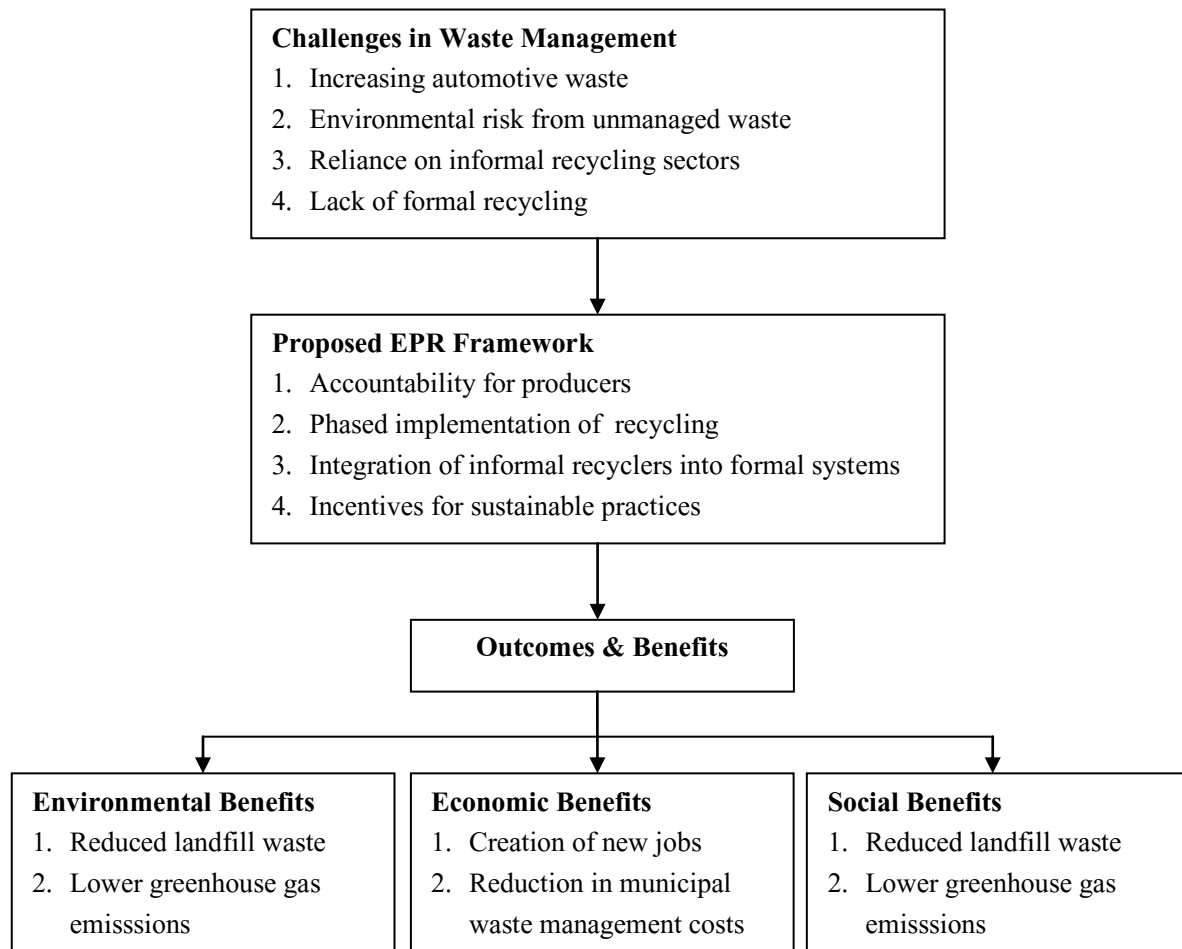 Challenges in Waste Management
1. Increasing automotive waste
2. Environmental risk from unmanaged waste
3. Reliance on informal recycling sectors
4. Lack of formal recycling
Proposed EPR Framework
1. Accountability for producers
2. Phased implementation of recycling
3. Integration of informal recyclers into formal systems
4. Incentives for sustainable practices
Outcomes & Benefits
Environmental Benefits
1. Reduced landfill waste
2. Lower greenhouse gas
emisssions
Economic Benefits
1. Creation of new jobs
2. Reduction in municipal
waste management costs
Social Benefits
1. Reduced landfill waste
2. Lower greenhouse gas
emisssions